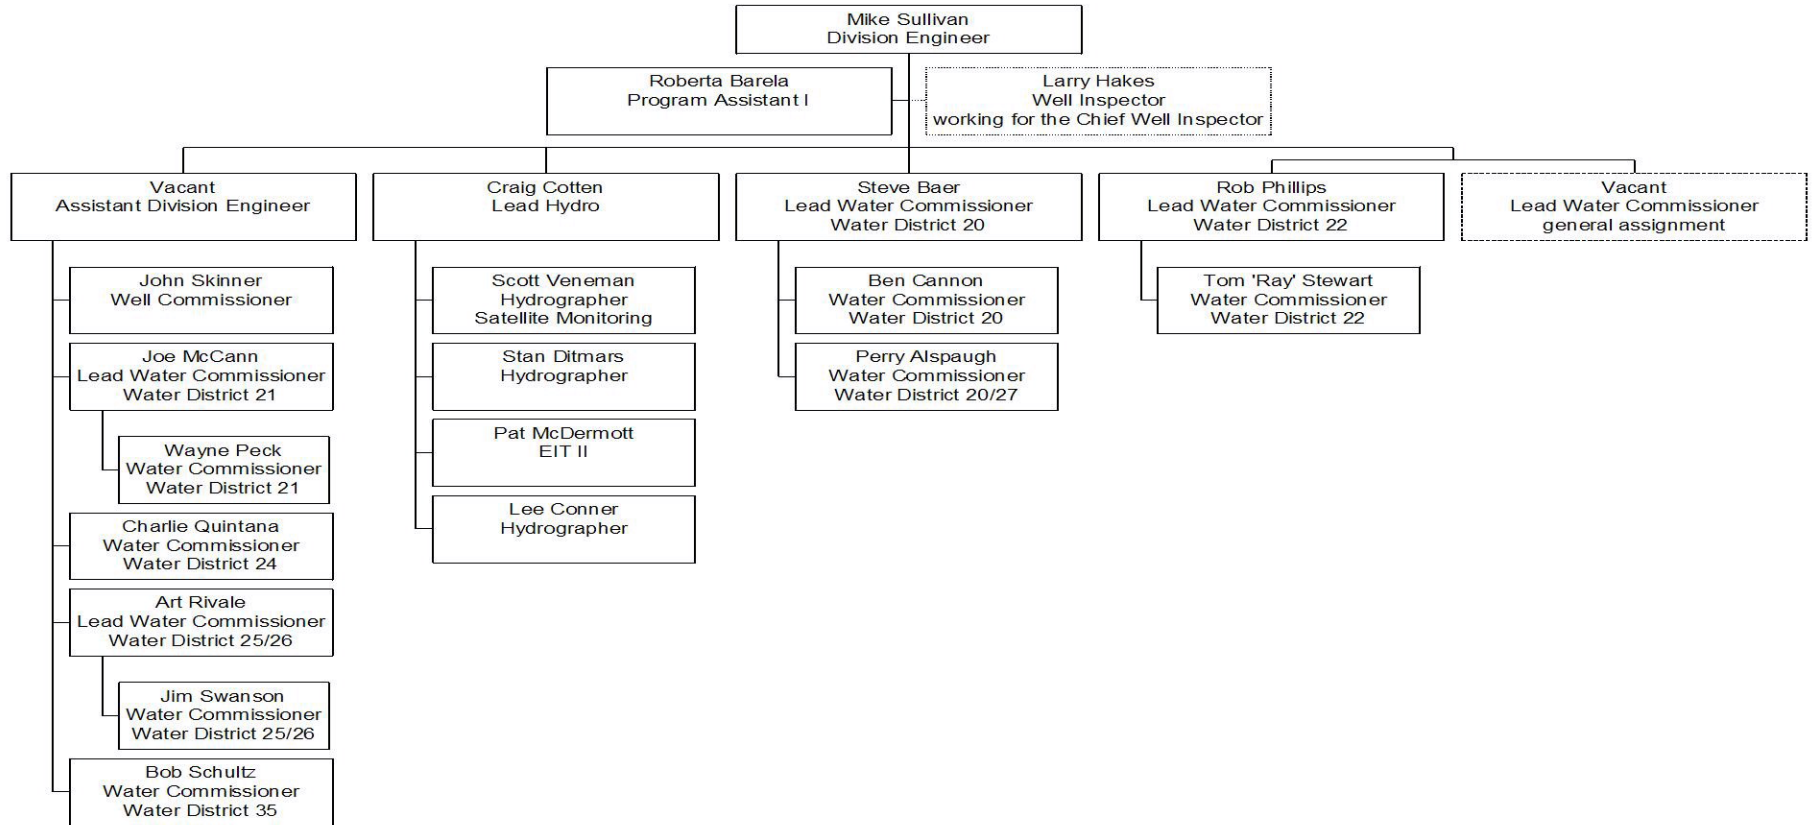 Mike Sullivan
Division Engineer
Roberta Barela
Program Assistant I
Larry Hakes
Well Inspector
working for the Chief Well Inspector
Vacant
Assistant Division Engineer
Craig Cotten
Lead Hydro
Steve Baer
Lead Water Commissioner
Water District 20
Rob Phillips
Lead Water Commissioner
Water District 22
Vacant
Lead Water Commissioner
general assignment
John Skinner
Well Commissioner
Joe McCann
Lead Water Commissioner
Water District 21
Wayne Peck
Water Commissioner
Water District 21
Charlie Quintana
Water Commissioner
Water District 24
Art Rivale
Lead Water Commissioner
Water District 25/26
Jim Swanson
Water Commissioner
Water District 25/26
Bob Schultz
Water Commissioner
Water District 35
Scott Veneman
Hydrographer
Satellite Monitoring
Stan Ditmars
Hydrographer
Pat McDermott
EIT II
Lee Conner
Hydrographer
Ben Cannon
Water Commissioner
Water District 20
Perry Alspaugh
Water Commissioner
Water District 20/27
Tom 'Ray' Stewart
Water Commissioner
Water District 22